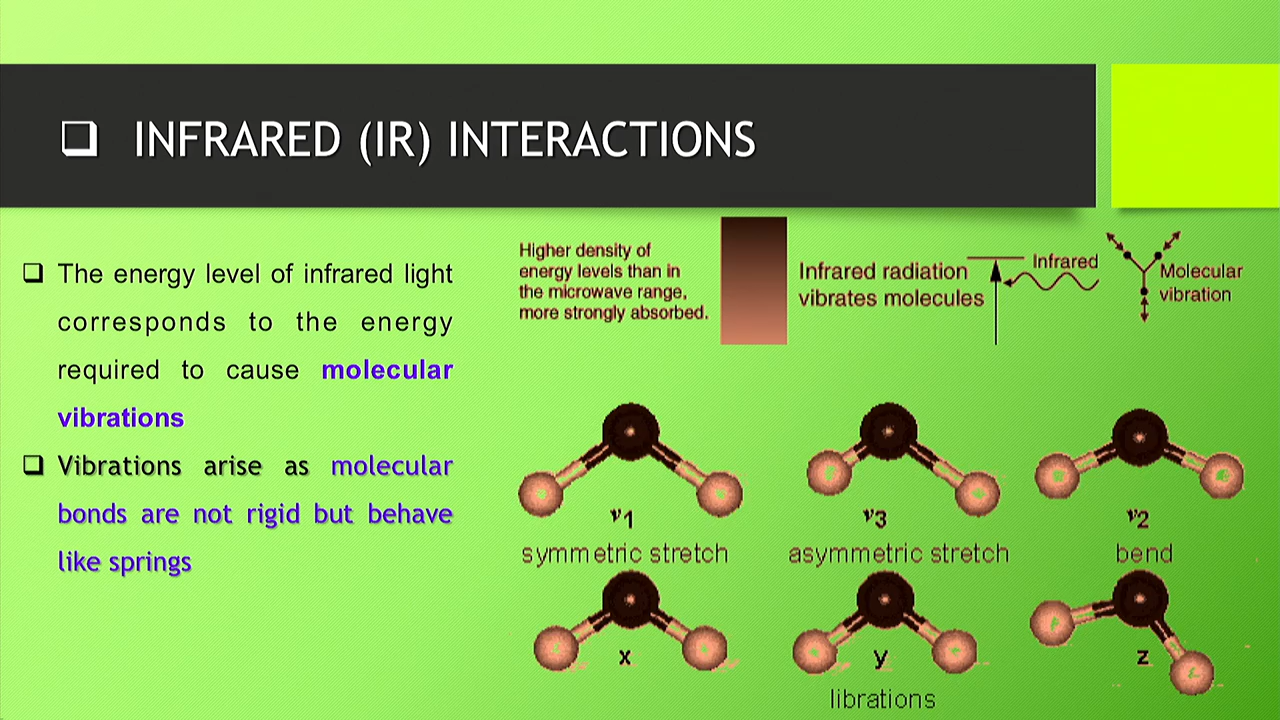 ❑ INFRARED (IR) INTERACTIONS
❑ The energy level of infrared light
corresponds to the energy
required to cause molecular
vibrations
❑ Vibrations arise as molecular
bonds are not rigid but behave
like springs
Higher density of
energy levels than in
the microwave range,
more strongly absorbed.
Infrared radiation
vibrates molecules
Infrared
Molecular
vibration
ν1
symmetric stretch
ν3
asymmetric stretch
ν2
bend
x
y
z
librations